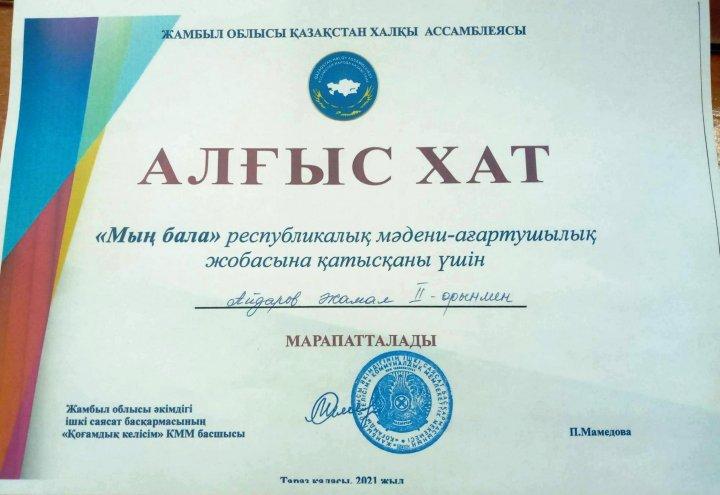 ЖАМБЫЛ ОБЛЫСЫ ҚАЗАҚСТАН ХАЛҚЫ АССАМБЛЕЯСЫ
АЛҒЫС ХАТ
«Мың бала» республикалық мәдени-ағартушылық
жобасына қатысқаны үшін
Айдаров Жамал II - орынмен
МАРАПАТТАЛАДЫ
Жамбыл облысы әкімдігі
ішкі саясат басқармасының
«Қоғамдық келісім» КММ басшысы
П.Мамедова
Тараз қаласы, 2021 жыл